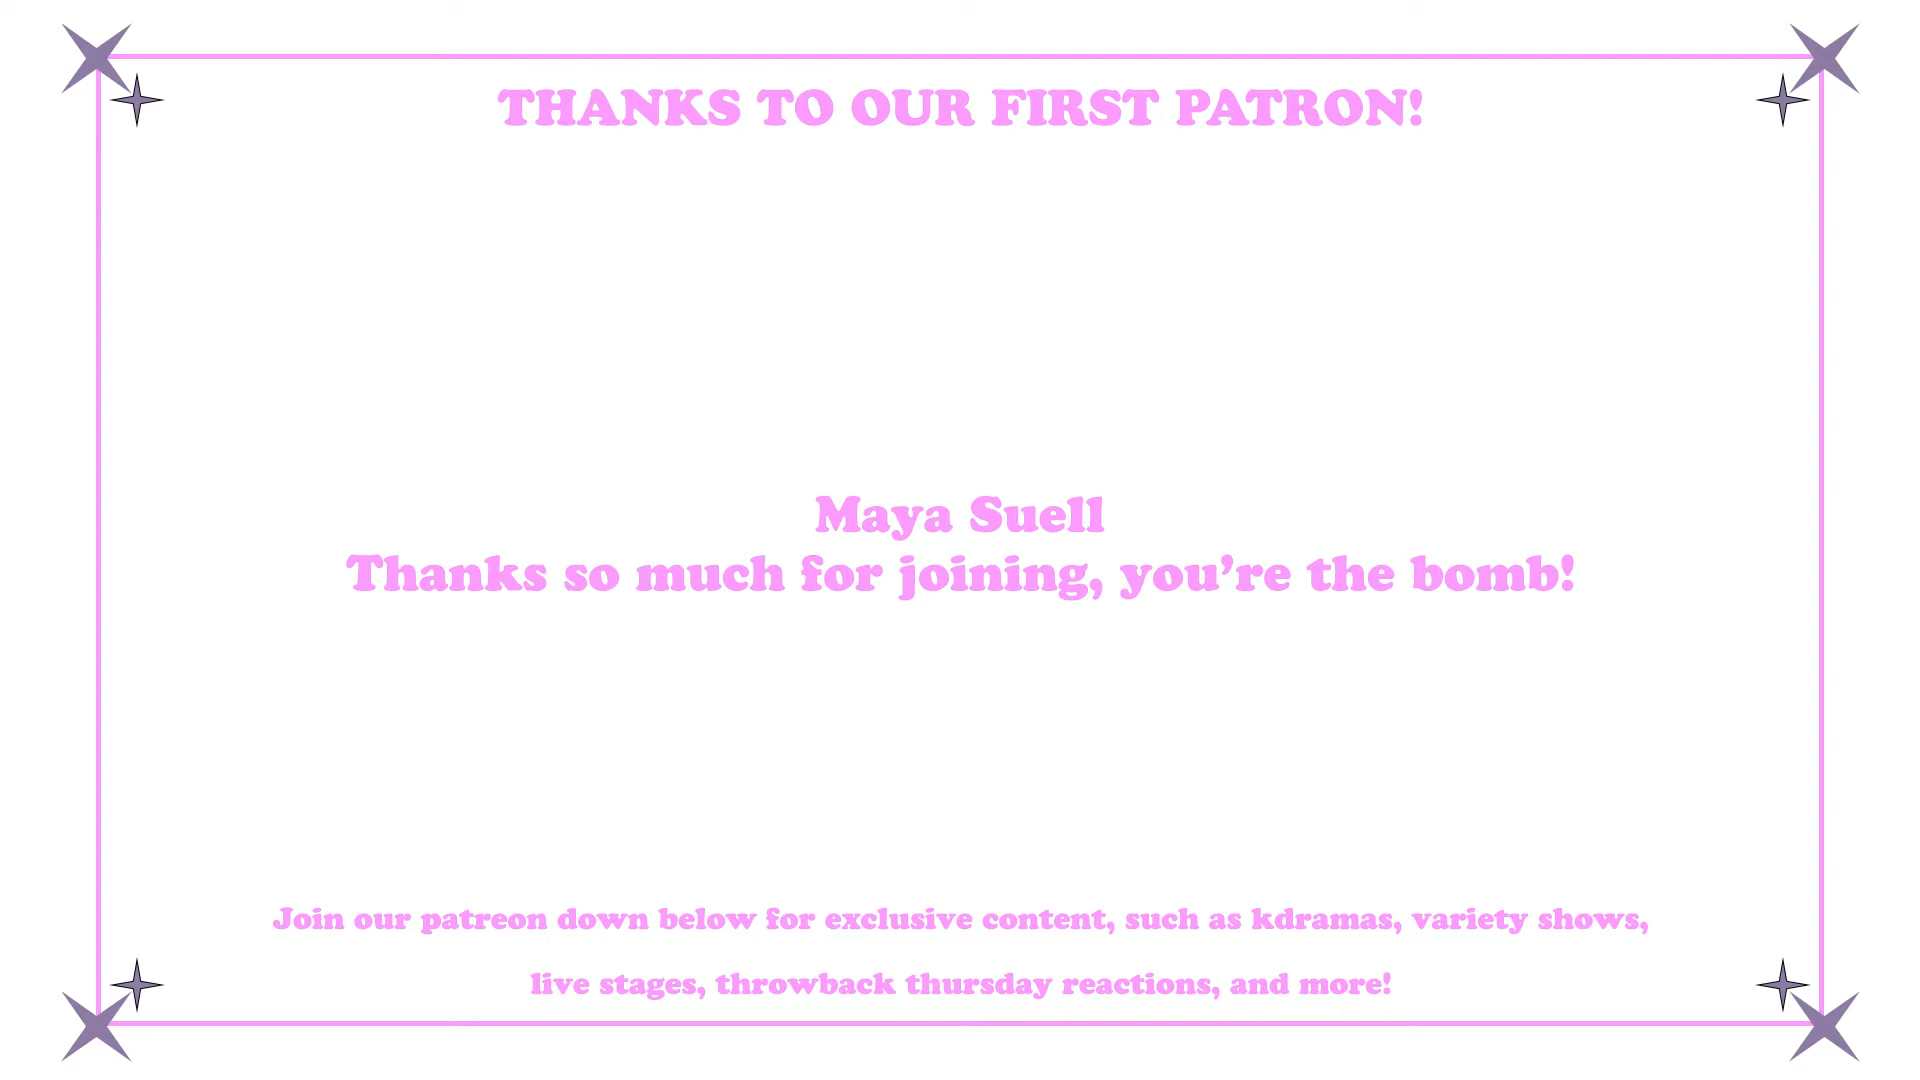 THANKS TO OUR FIRST PATRON!
Maya Suell
Thanks so much for joining, you’re the bomb!
Join our patreon down below for exclusive content, such as kdramas, variety shows,
live stages, throwback thursday reactions, and more!